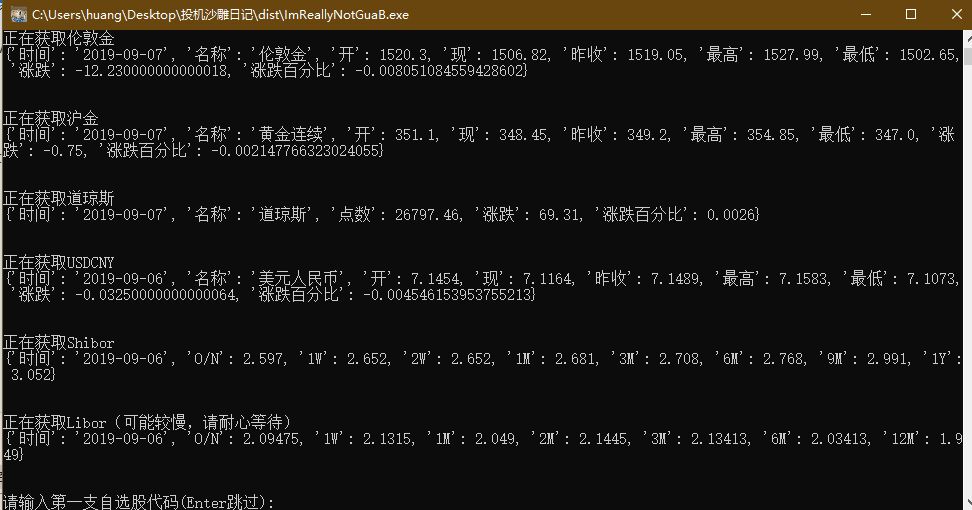 C:\Users\huang\Desktop\投机沙雕日记\dist\ImReallyNotGuaB.exe
正在获取伦敦金
{'时间': '2019-09-07', '名称': '伦敦金', '开': 1520.3, '现': 1506.82, '昨收': 1519.05, '最高': 1527.99, '最低': 1502.65,
'涨跌': -12.230000000000018, '涨跌百分比': -0.008051084559428602}
正在获取沪金
{'时间': '2019-09-07', '名称': '黄金连续', '开': 351.1, '现': 348.45, '昨收': 349.2, '最高': 354.85, '最低': 347.0, '涨
跌': -0.75, '涨跌百分比': -0.002147766323024055}
正在获取道琼斯
{'时间': '2019-09-07', '名称': '道琼斯', '点数': 26797.46, '涨跌': 69.31, '涨跌百分比': 0.0026}
正在获取USDCNY
{'时间': '2019-09-06', '名称': '美元人民币', '开': 7.1454, '现': 7.1164, '昨收': 7.1489, '最高': 7.1583, '最低': 7.1073,
'涨跌': -0.03250000000000064, '涨跌百分比': -0.004546153953755213}
正在获取Shibor
{'时间': '2019-09-06', 'O/N': 2.597, '1W': 2.652, '2W': 2.652, '1M': 2.681, '3M': 2.708, '6M': 2.768, '9M': 2.991, '1Y':
3.052}
正在获取Libor（可能较慢，请耐心等待）
{'时间': '2019-09-06', 'O/N': 2.09475, '1W': 2.1315, '1M': 2.049, '2M': 2.1445, '3M': 2.13413, '6M': 2.03413, '12M': 1.9
49}
请输入第一支自选股代码(Enter跳过):